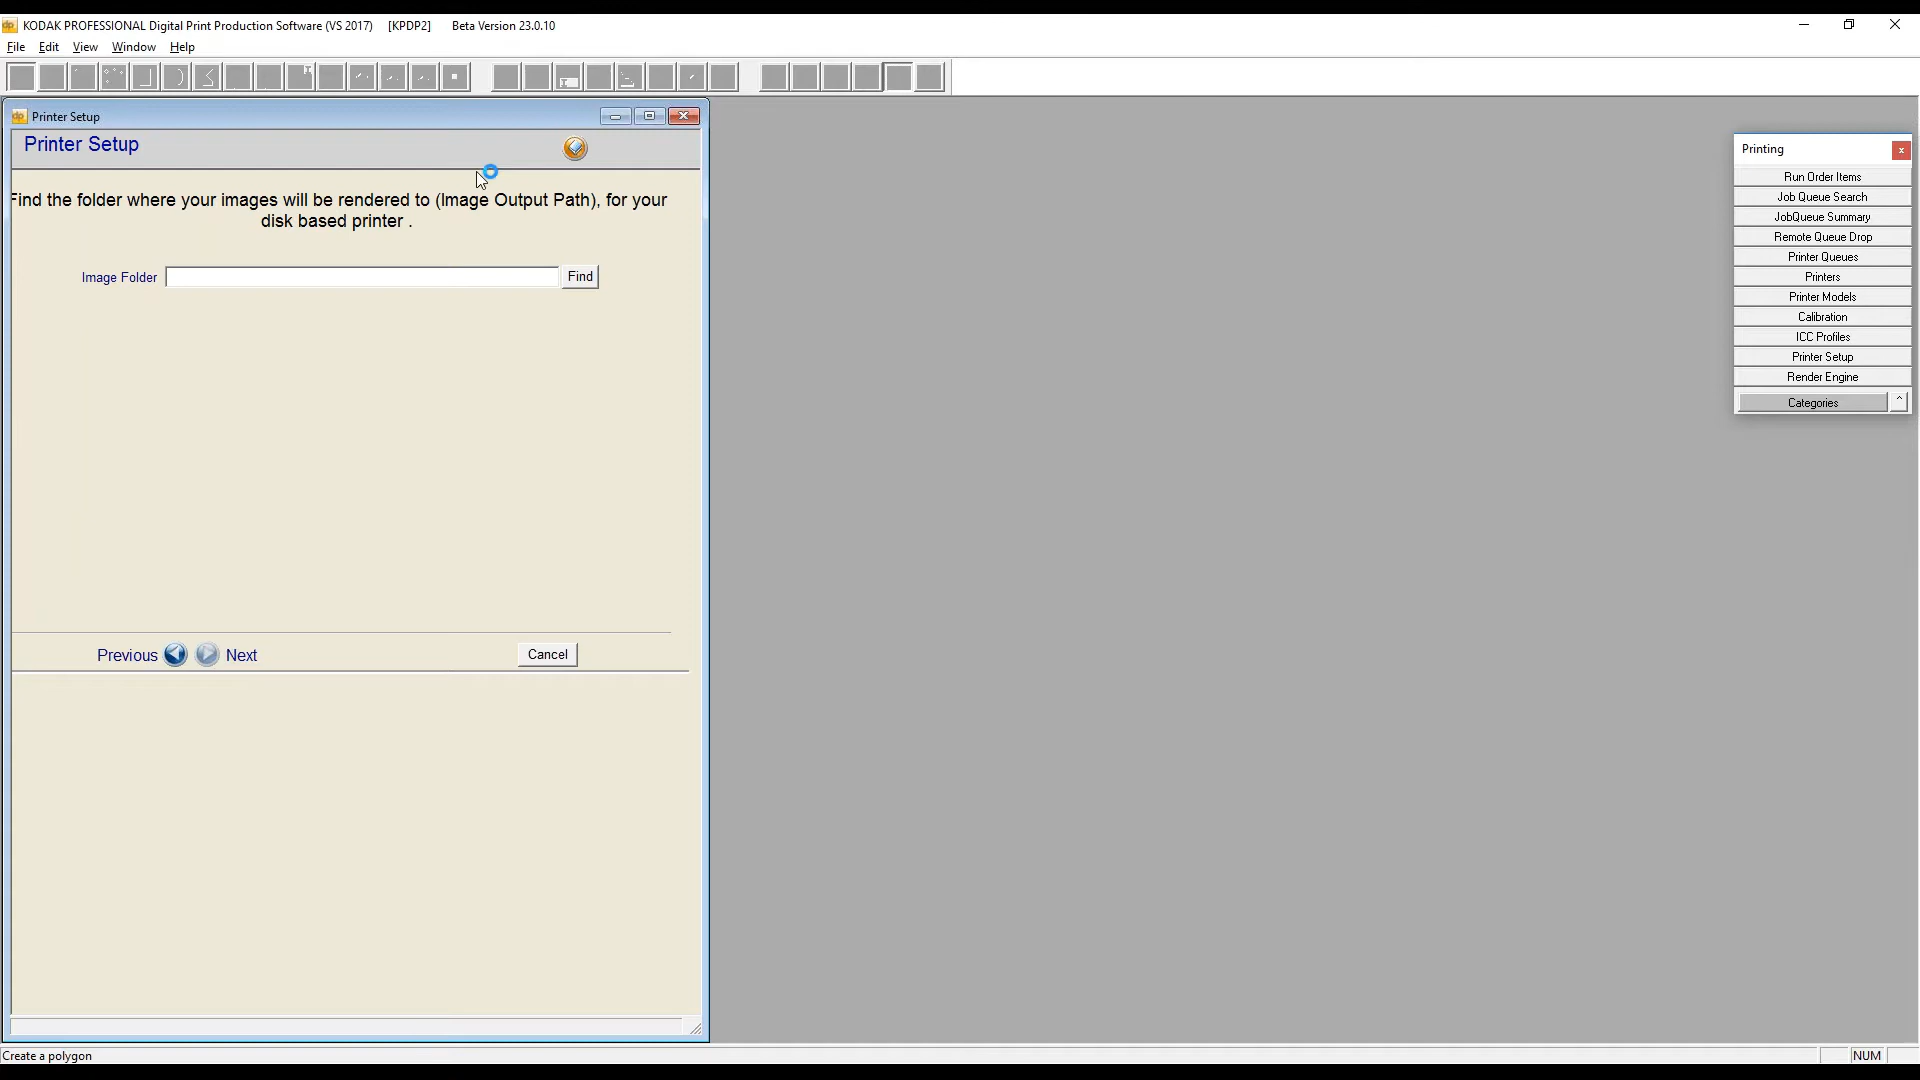 KODAK PROFESSIONAL Digital Print Production Software (VS 2017) [KPDP2] Beta Version 23.0.10
File Edit View Window Help
Printer Setup
Printer Setup
Find the folder where your images will be rendered to (Image Output Path), for your
disk based printer .
Image Folder
Find
Previous
Next
Cancel
Printing
x
Run Order Items
Job Queue Search
JobQueue Summary
Remote Queue Drop
Printer Queues
Printers
Printer Models
Calibration
ICC Profiles
Printer Setup
Render Engine
Categories
^
Create a polygon
NUM